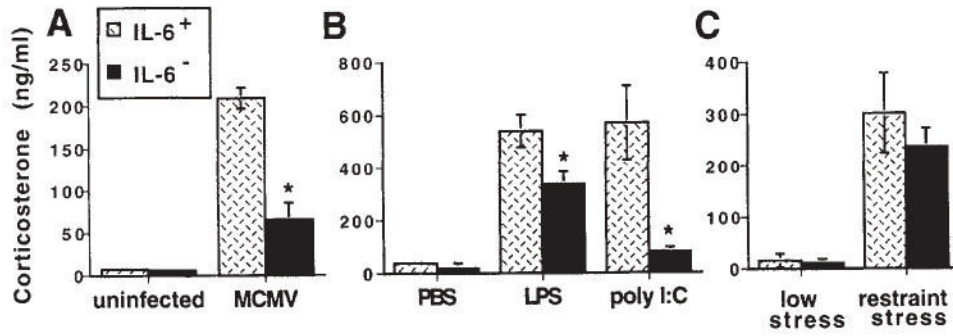 A
B
C
IL-6+
IL-6-
Corticosterone (ng/ml)
250
200
150
100
50
0
uninfected MCMV
800
600
400
200
0
PBS LPS poly I:C
*
*
*
400
300
200
100
0
low stress
restraint stress